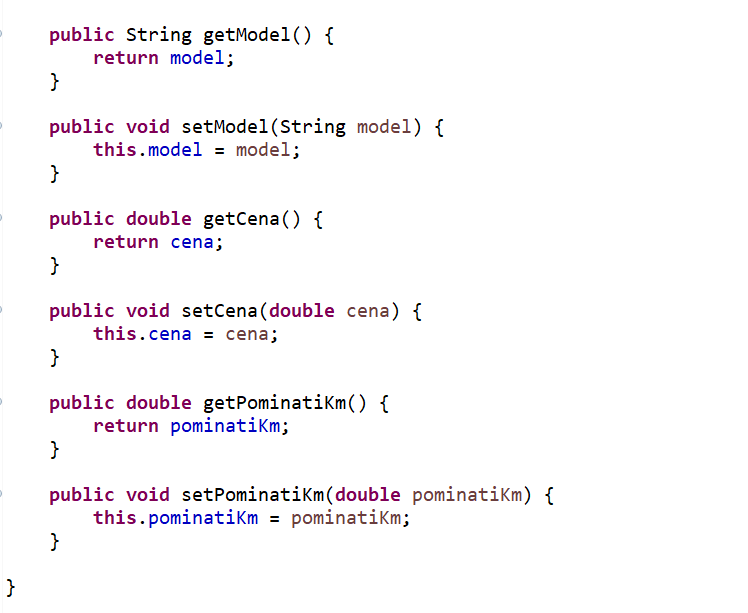 public String getModel() {
return model;
}
public void setModel(String model) {
this.model = model;
}
public double getCena() {
return cena;
}
public void setCena(double cena) {
this.cena = cena;
}
public double getPominatiKm() {
return pominatiKm;
}
public void setPominatiKm(double pominatiKm) {
this.pominatiKm = pominatiKm;
}
}